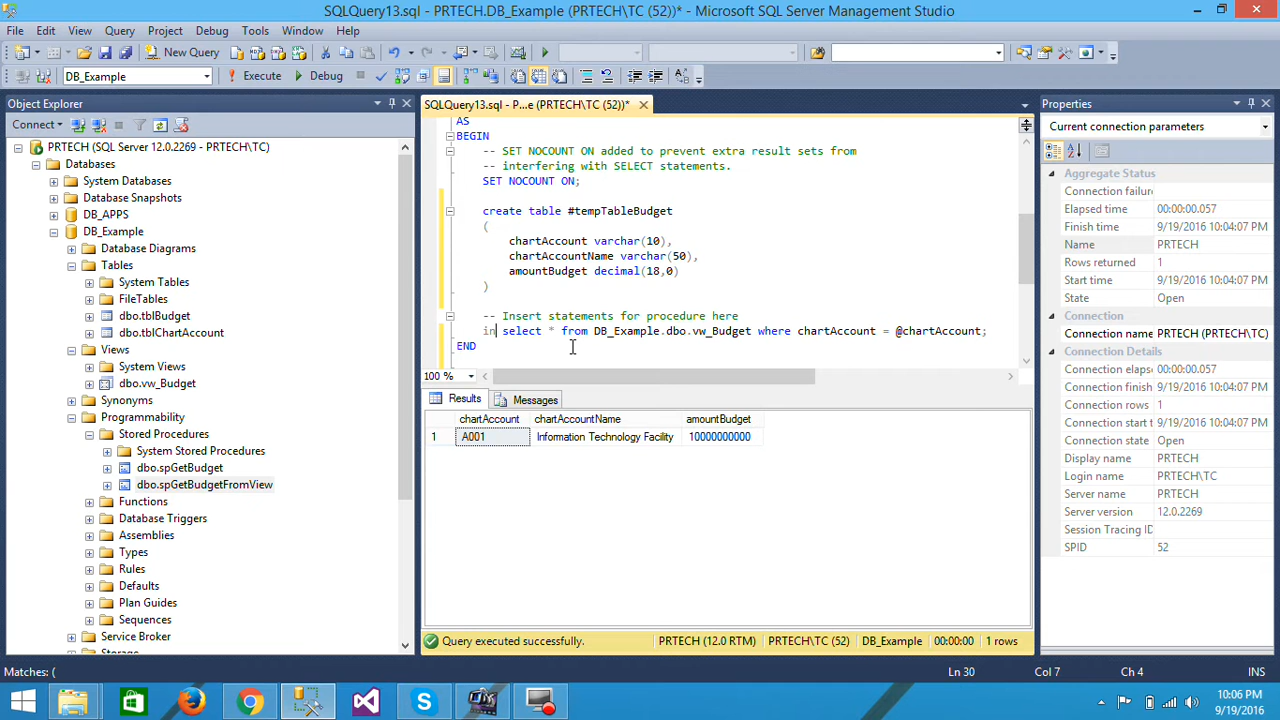 SQLQuery13.sql - PRTECH.DB_Example (PRTECH\TC (52))* - Microsoft SQL Server Management Studio
File Edit View Query Project Debug Tools Window Help
New Query
DB_Example Execute Debug
Object Explorer
Connect
PRTECH (SQL Server 12.0.2269 - PRTECH\TC)
Databases
System Databases
Database Snapshots
DB_APPS
DB_Example
Database Diagrams
Tables
System Tables
FileTables
dbo.tblBudget
dbo.tblChartAccount
Views
System Views
dbo.vw_Budget
Synonyms
Programmability
Stored Procedures
System Stored Procedures
dbo.spGetBudget
dbo.spGetBudgetFromView
Functions
Database Triggers
Assemblies
Types
Rules
Defaults
Plan Guides
Sequences
Service Broker
SQLQuery13.sql - P...e (PRTECH\TC (52))*
AS
BEGIN
-- SET NOCOUNT ON added to prevent extra result sets from
-- interfering with SELECT statements.
SET NOCOUNT ON;
create table #tempTableBudget
(
chartAccount varchar(10),
chartAccountName varchar(50),
amountBudget decimal(18,0)
)
-- Insert statements for procedure here
in select * from DB_Example.dbo.vw_Budget where chartAccount = @chartAccount;
END
100 %
Results Messages
chartAccount chartAccountName amountBudget
1 A001 Information Technology Facility 10000000000
Query executed successfully. PRTECH (12.0 RTM) PRTECH\TC (52) DB_Example 00:00:00 1 rows
Properties
Current connection parameters
Aggregate Status
Connection failure
Elapsed time 00:00:00.057
Finish time 9/19/2016 10:04:07 PM
Name PRTECH
Rows returned 1
Start time 9/19/2016 10:04:07 PM
State Open
Connection
Connection name PRTECH (PRTECH\TC)
Connection Details
Connection elaps 00:00:00.057
Connection finish 9/19/2016 10:04:07 PM
Connection rows 1
Connection start t 9/19/2016 10:04:07 PM
Connection state Open
Display name PRTECH
Login name PRTECH\TC
Server name PRTECH
Server version 12.0.2269
Session Tracing ID
SPID 52
Matches: ( Ln 30 Col 7 Ch 4 INS
10:06 PM
9/19/2016